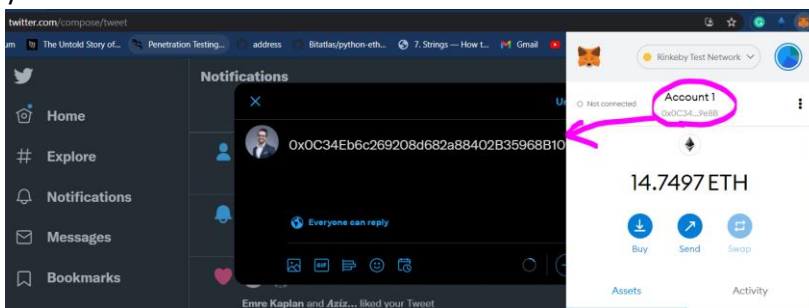 twitter.com/compose/tweet
um The Untold Story of... Penetration Testing... address Bitatlas/python-eth... 7. Strings — How t... Gmail
Rinkeby Test Network
Notifications
Not connected
Account 1
0x0C34...9e8B
Home
0x0C34Eb6c269208d682a88402B35968B10
Explore
14.7497 ETH
Notifications
Everyone can reply
Messages
Buy Send Swap
GIF
Bookmarks
Assets Activity
Emre Kaplan and Aziz... liked your Tweet